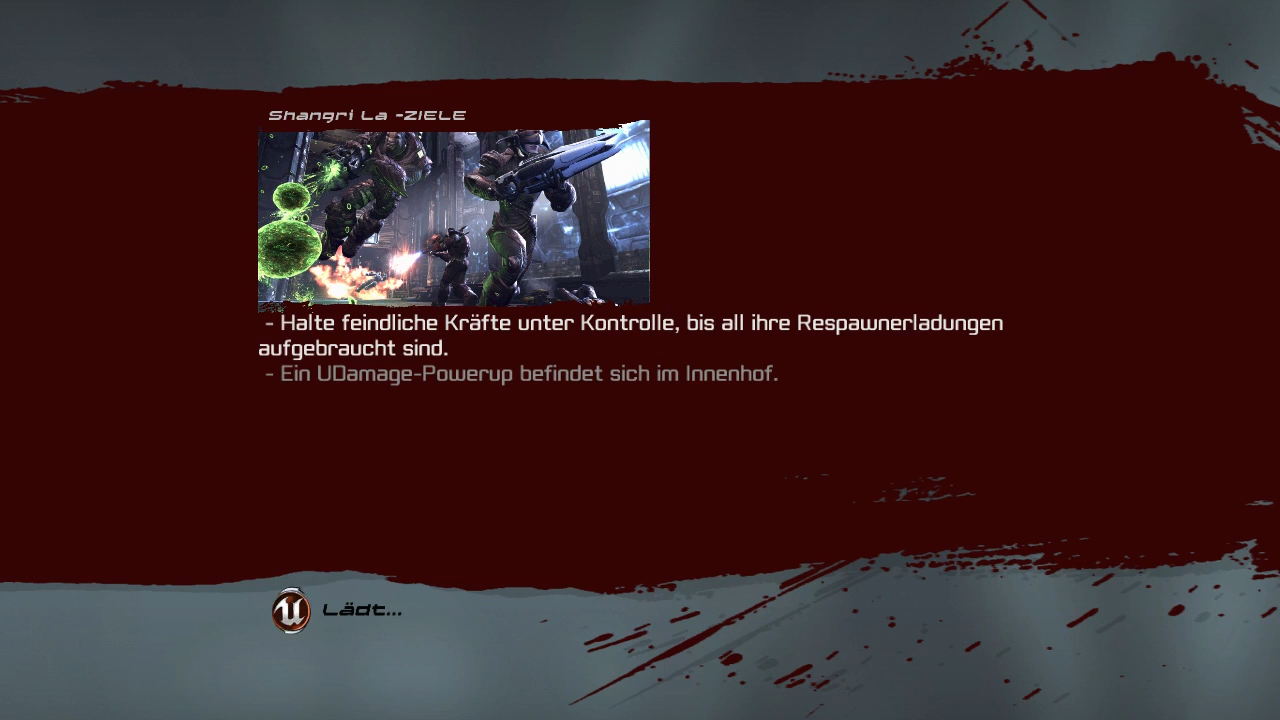 Shangri La -ZIELE
- Halte feindliche Kräfte unter Kontrolle, bis all ihre Respawnerladungen
aufgebraucht sind.
- Ein UDamage-Powerup befindet sich im Innenhof.
Lädt...